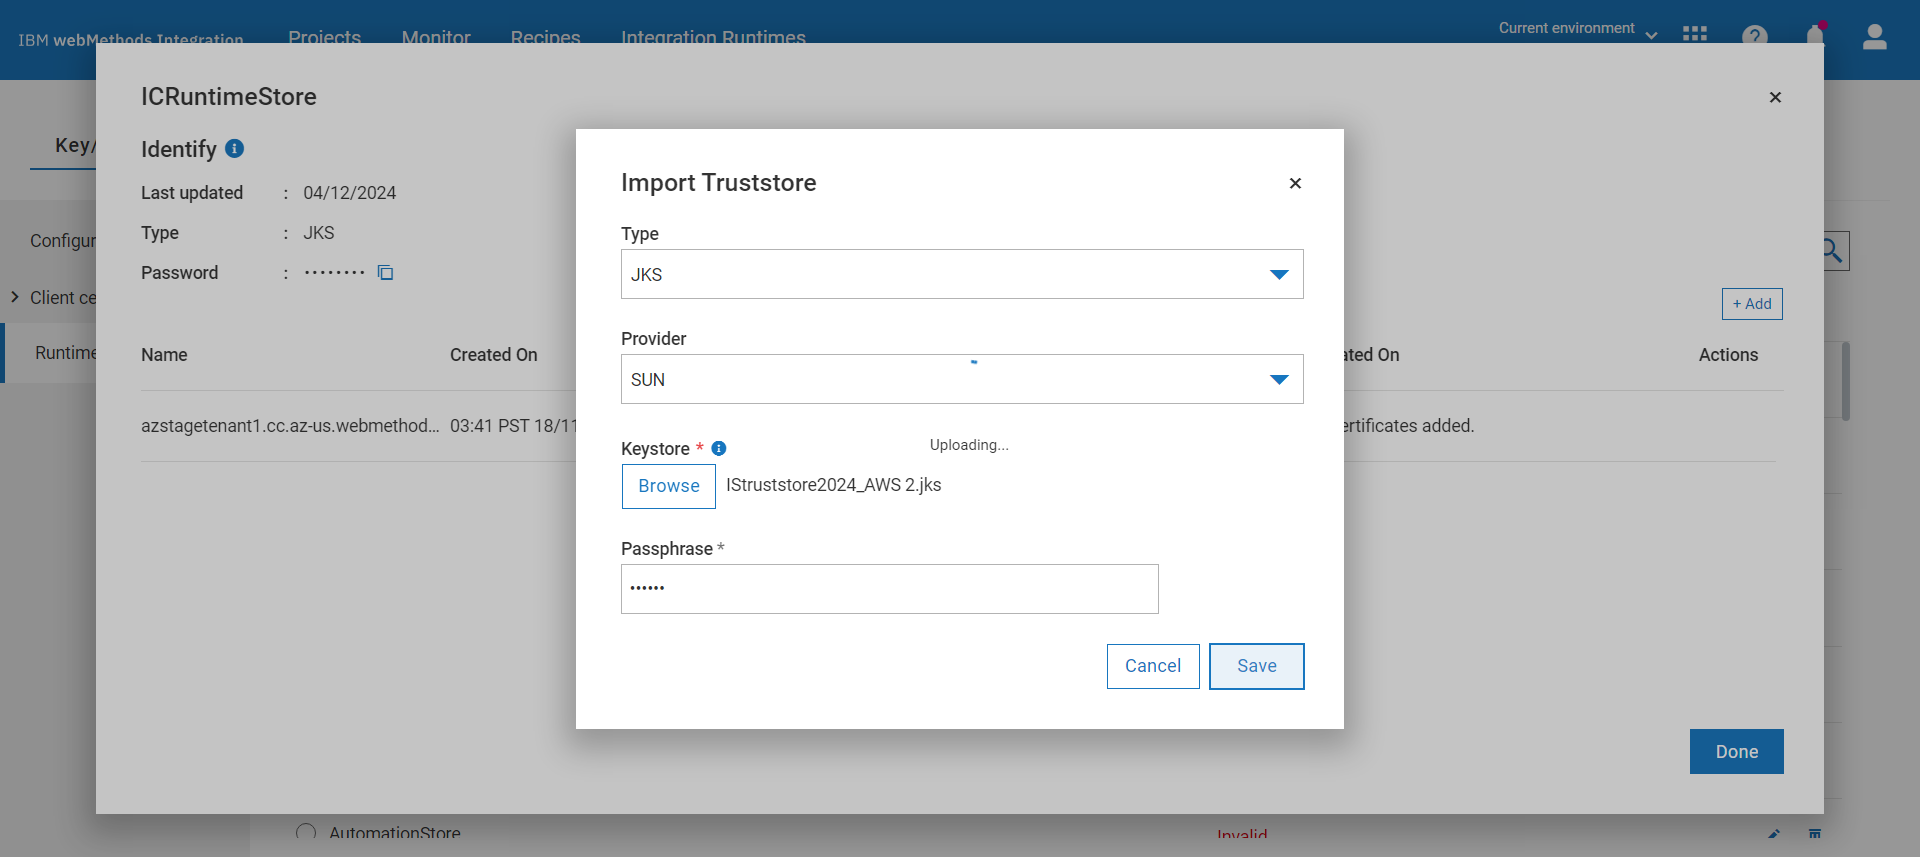 IBM webMethods Integration
Projects
Monitor
Recipes
Integration Runtimes
Current environment
ICRuntimeStore
Identify
Last updated : 04/12/2024
Type : JKS
Password : ••••••••
Key/
Configur
Client ce
Runtime
+ Add
Name
Created On
ated On
Actions
azstagetenant1.cc.az-us.webmethod...
03:41 PST 18/11
ertificates added.
Import Truststore
Type
JKS
Provider
SUN
Keystore *
Uploading...
Browse
IStruststore2024_AWS 2.jks
Passphrase *
••••••
Cancel
Save
Done
AutomationStore
Invalid